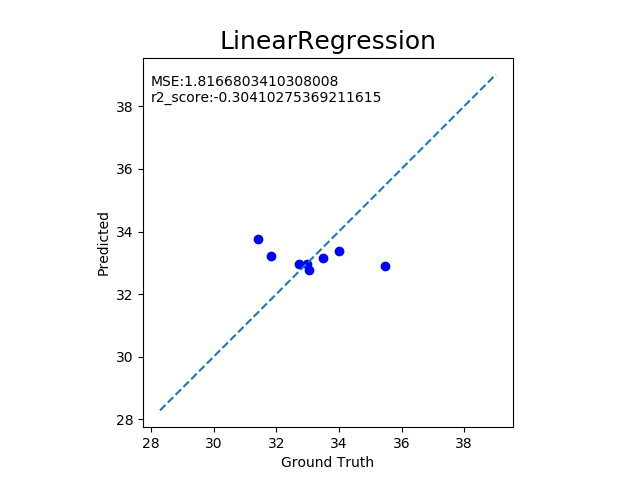 LinearRegression
MSE:1.8166803410308008
r2_score:-0.30410275369211615
38
36
34
32
30
28
Predicted
28 30 32 34 36 38
Ground Truth